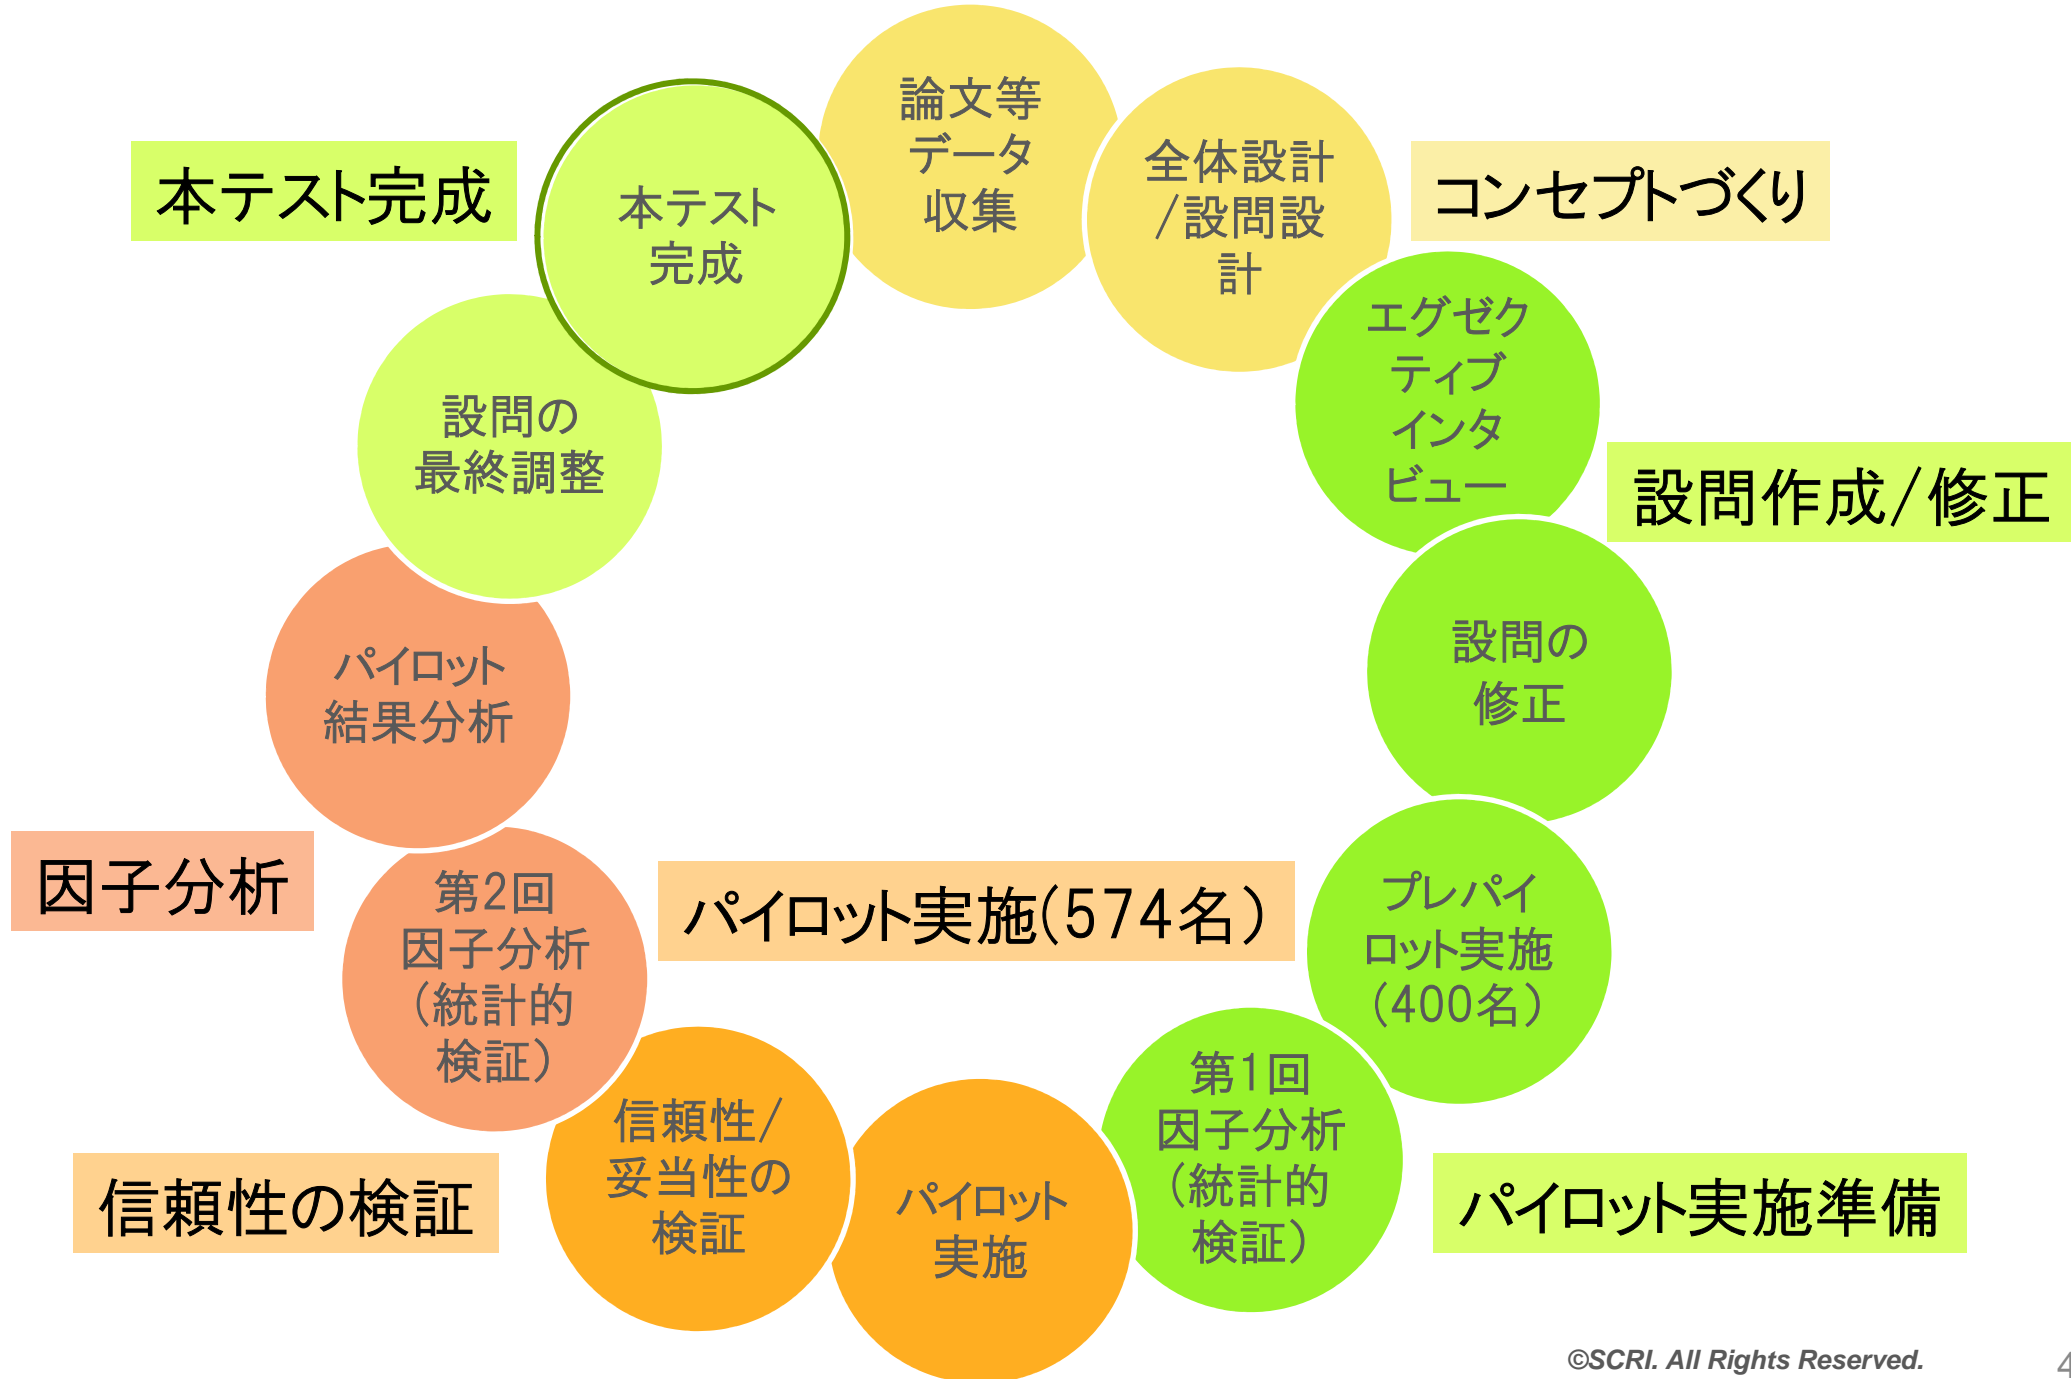 論文等
データ
収集
全体設計
/設問設
計
コンセプトづくり
エグゼク
ティブ
インタ
ビュー
設問作成/修正
設問の
修正
プレパイ
ロット実施
(400名)
第1回
因子分析
(統計的
検証)
パイロット実施準備
パイロット
実施
パイロット実施(574名)
信頼性/
妥当性の
検証
信頼性の検証
第2回
因子分析
(統計的
検証)
因子分析
パイロット
結果分析
設問の
最終調整
本テスト
完成
本テスト完成
©SCRI. All Rights Reserved.
4